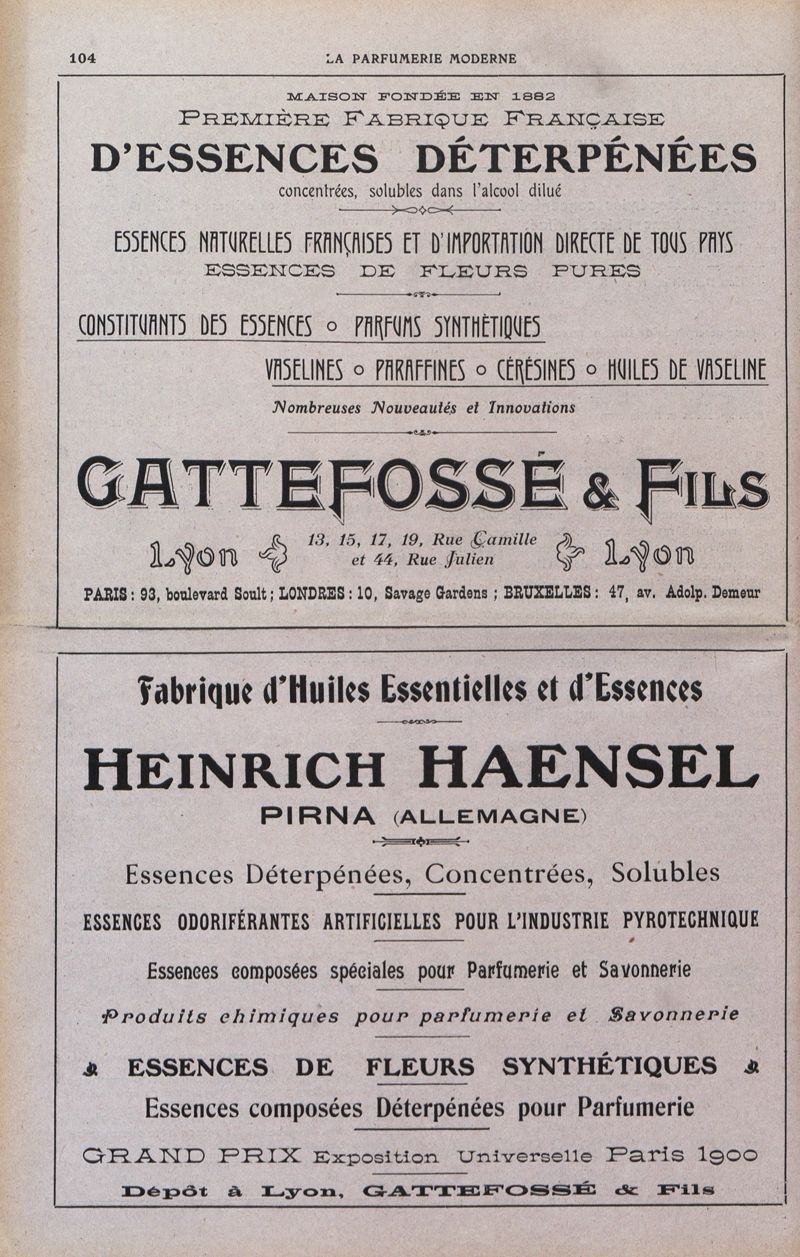 104
LA PARFUMERIE MODERNE
MAISON FONDÉE EN 1882
PREMIÈRE FABRIQUE FRANÇAISE
D'ESSENCES DÉTERPÉNÉES
concentrées, solubles dans l'alcool dilué
ESSENCES NATURELLES FRANÇAISES ET D'IMPORTATION DIRECTE DE TOUS PAYS
ESSENCES DE FLEURS PURES
CONSTITUANTS DES ESSENCES o PARFUMS SYNTHÈTIQUES
VASELINES o PARAFFINES o CÉRÉSINES o HUILES DE VASELINE
Nombreuses Nouveautés et Innovations
GATTEFOSSÉ & FILS
Lyon 13, 15, 17, 19, Rue Camille Lyon
et 44, Rue Julien
PARIS : 93, boulevard Soult ; LONDRES : 10, Savage Gardens ; BRUXELLES : 47, av. Adolp. Demeur
Fabrique d'Huiles Essentielles et d'Essences
HEINRICH HAENSEL
PIRNA (ALLEMAGNE)
Essences Déterpénées, Concentrées, Solubles
ESSENCES ODORIFÉRANTES ARTIFICIELLES POUR L'INDUSTRIE PYROTECHNIQUE
Essences composées spéciales pour Parfumerie et Savonnerie
Produits chimiques pour parfumerie et Savonnerie
ESSENCES DE FLEURS SYNTHÉTIQUES
Essences composées Déterpénées pour Parfumerie
GRAND PRIX Exposition Universelle Paris 1900
Dépôt à Lyon, GATTEFOSSÉ & Fils